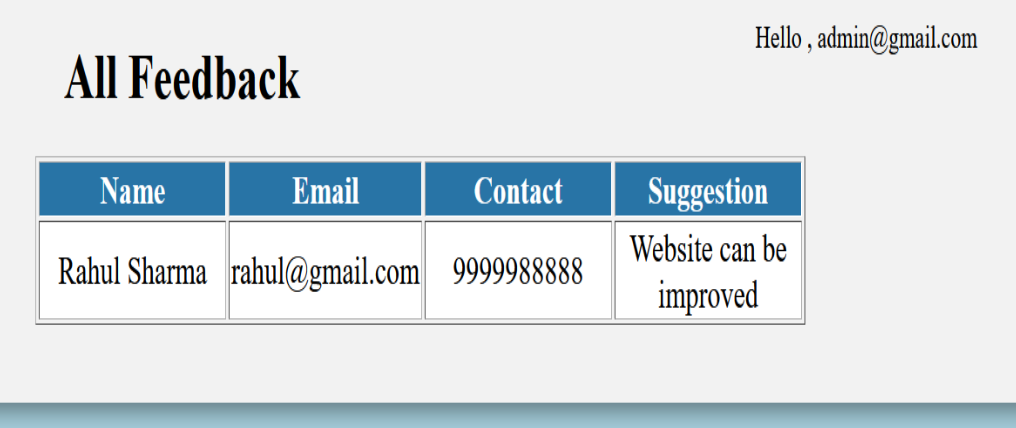 Hello , admin@gmail.com
All Feedback
Name Email Contact Suggestion
Rahul Sharma rahul@gmail.com 9999988888 Website can be
improved